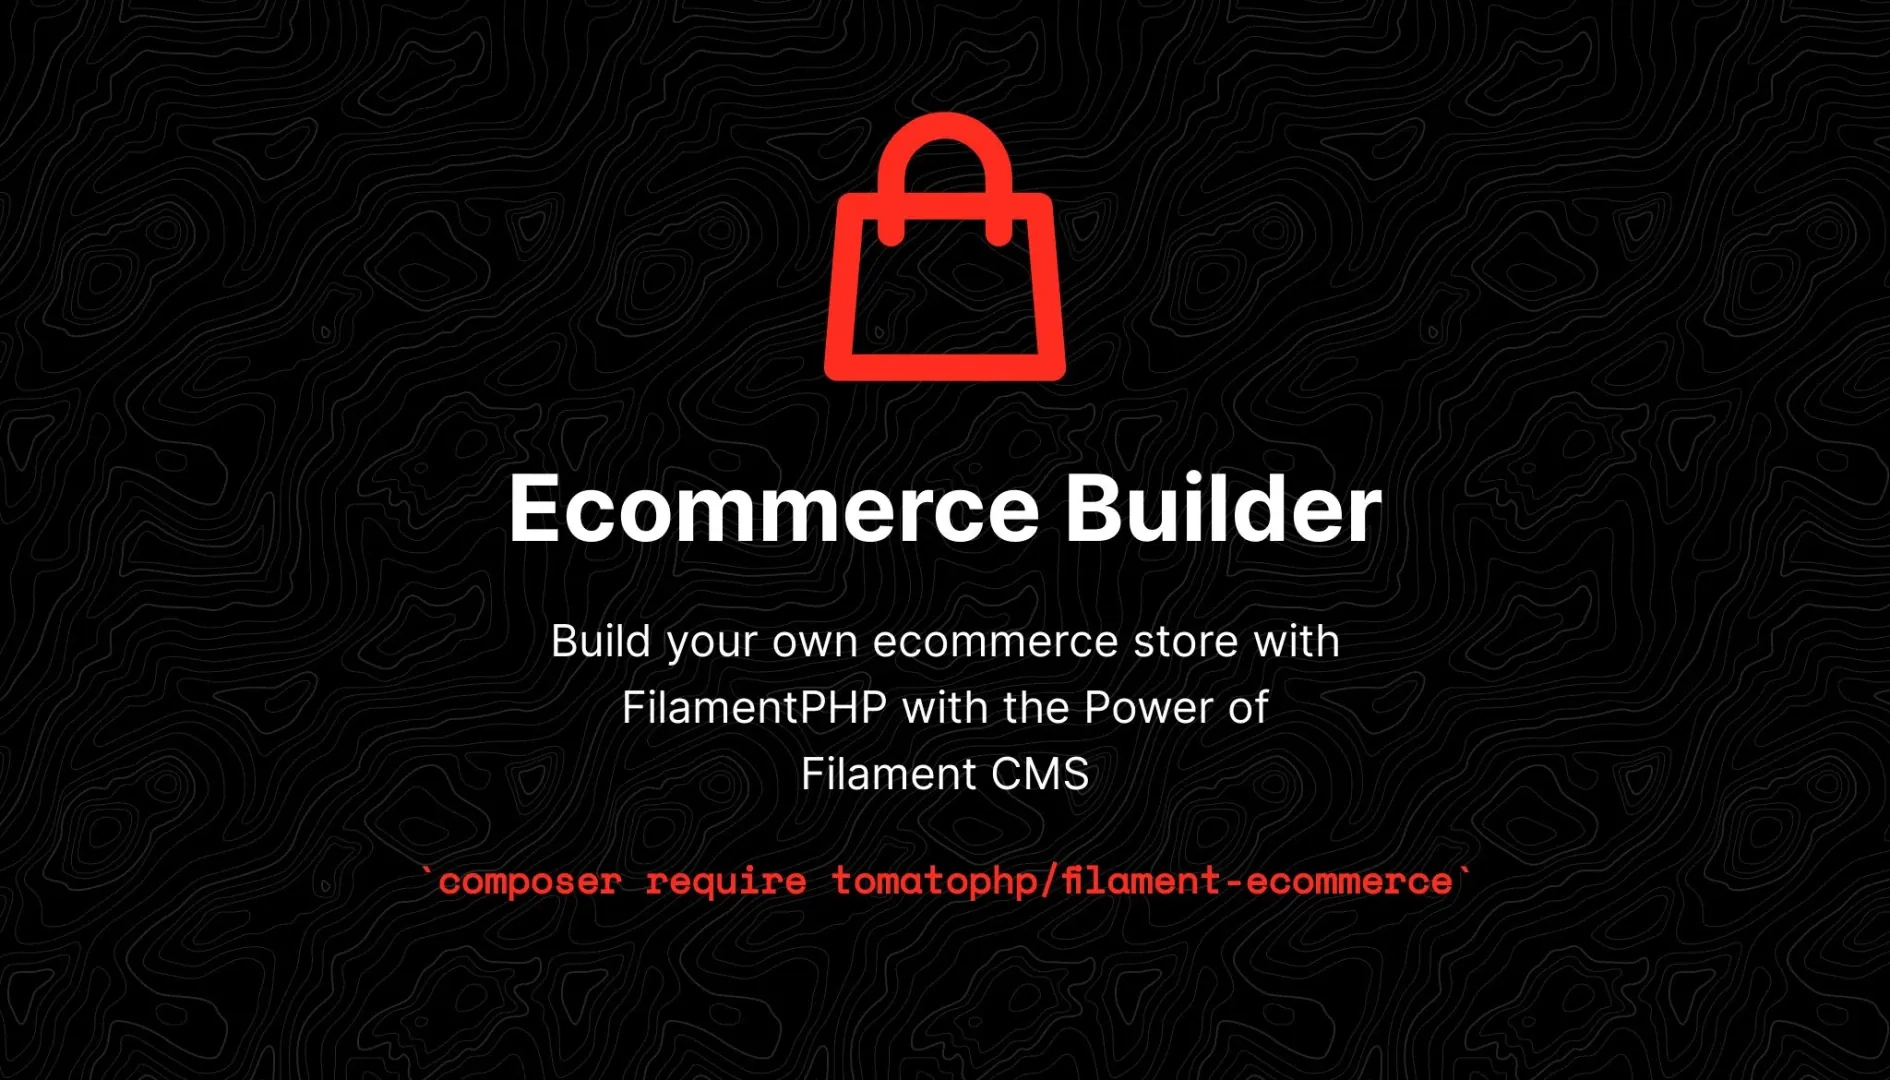 Ecommerce Builder
Build your own ecommerce store with
FilamentPHP with the Power of
Filament CMS
`composer require tomatophp/filament-ecommerce`